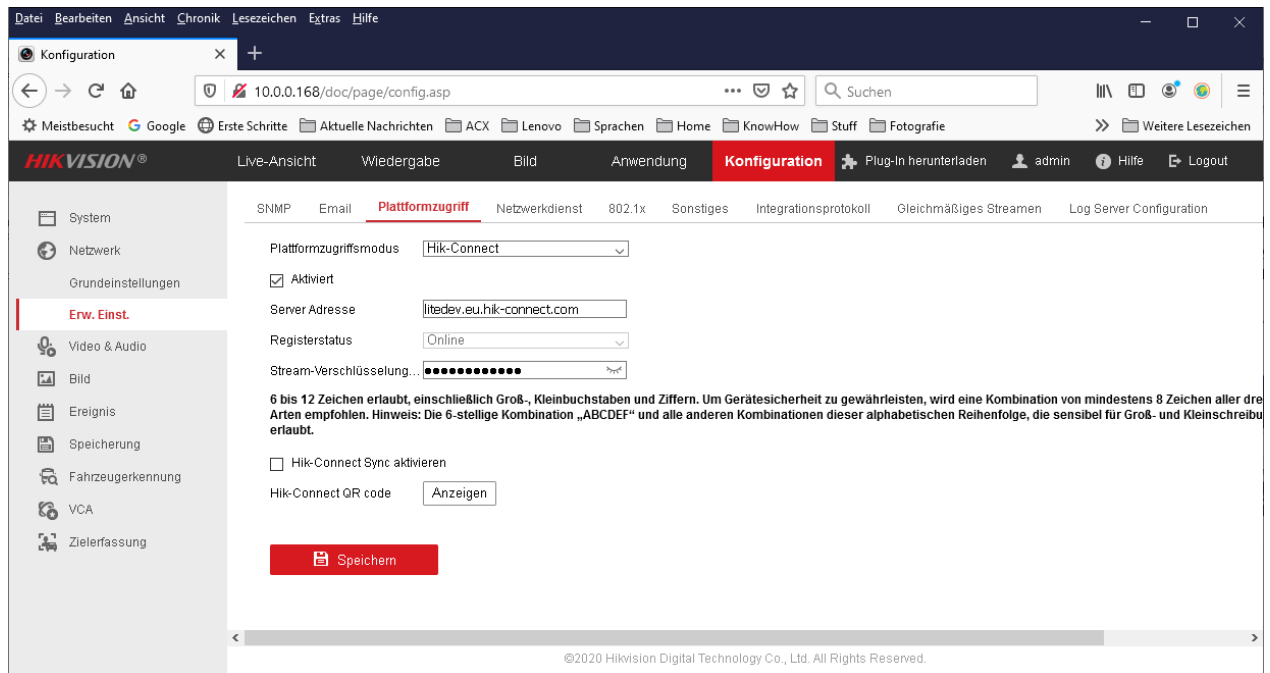 Datei Bearbeiten Ansicht Chronik Lesezeichen Extras Hilfe
Konfiguration
10.0.0.168/doc/page/config.asp
Suchen
Meistbesucht Google Erste Schritte Aktuelle Nachrichten ACX Lenovo Sprachen Home KnowHow Stuff Fotografie Weitere Lesezeichen
HIKVISION® Live-Ansicht Wiedergabe Bild Anwendung Konfiguration Plug-In herunterladen admin Hilfe Logout
System
Netzwerk
Grundeinstellungen
Erw. Einst.
Video & Audio
Bild
Ereignis
Speicherung
Fahrzeugerkennung
VCA
Zielerfassung
SNMP Email Plattformzugriff Netzwerkdienst 802.1x Sonstiges Integrationsprotokoll Gleichmäßiges Streamen Log Server Configuration
Plattformzugriffsmodus Hik-Connect
Aktiviert
Server Adresse litedev.eu.hik-connect.com
Registerstatus Online
Stream-Verschlüsselung... ●●●●●●●●●●●●
6 bis 12 Zeichen erlaubt, einschließlich Groß-, Kleinbuchstaben und Ziffern. Um Gerätesicherheit zu gewährleisten, wird eine Kombination von mindestens 8 Zeichen aller dre
Arten empfohlen. Hinweis: Die 6-stellige Kombination „ABCDEF“ und alle anderen Kombinationen dieser alphabetischen Reihenfolge, die sensibel für Groß- und Kleinschreibu
erlaubt.
Hik-Connect Sync aktivieren
Hik-Connect QR code Anzeigen
Speichern
©2020 Hikvision Digital Technology Co., Ltd. All Rights Reserved.